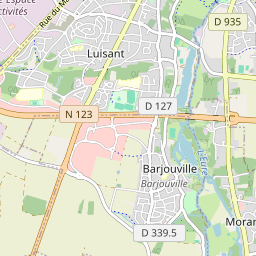 Espace
ctivités
Rue du M
D 935
Luisant
D 127
N 123
L'Eure
Barjouville
Barjouville
Moran
D 339.5